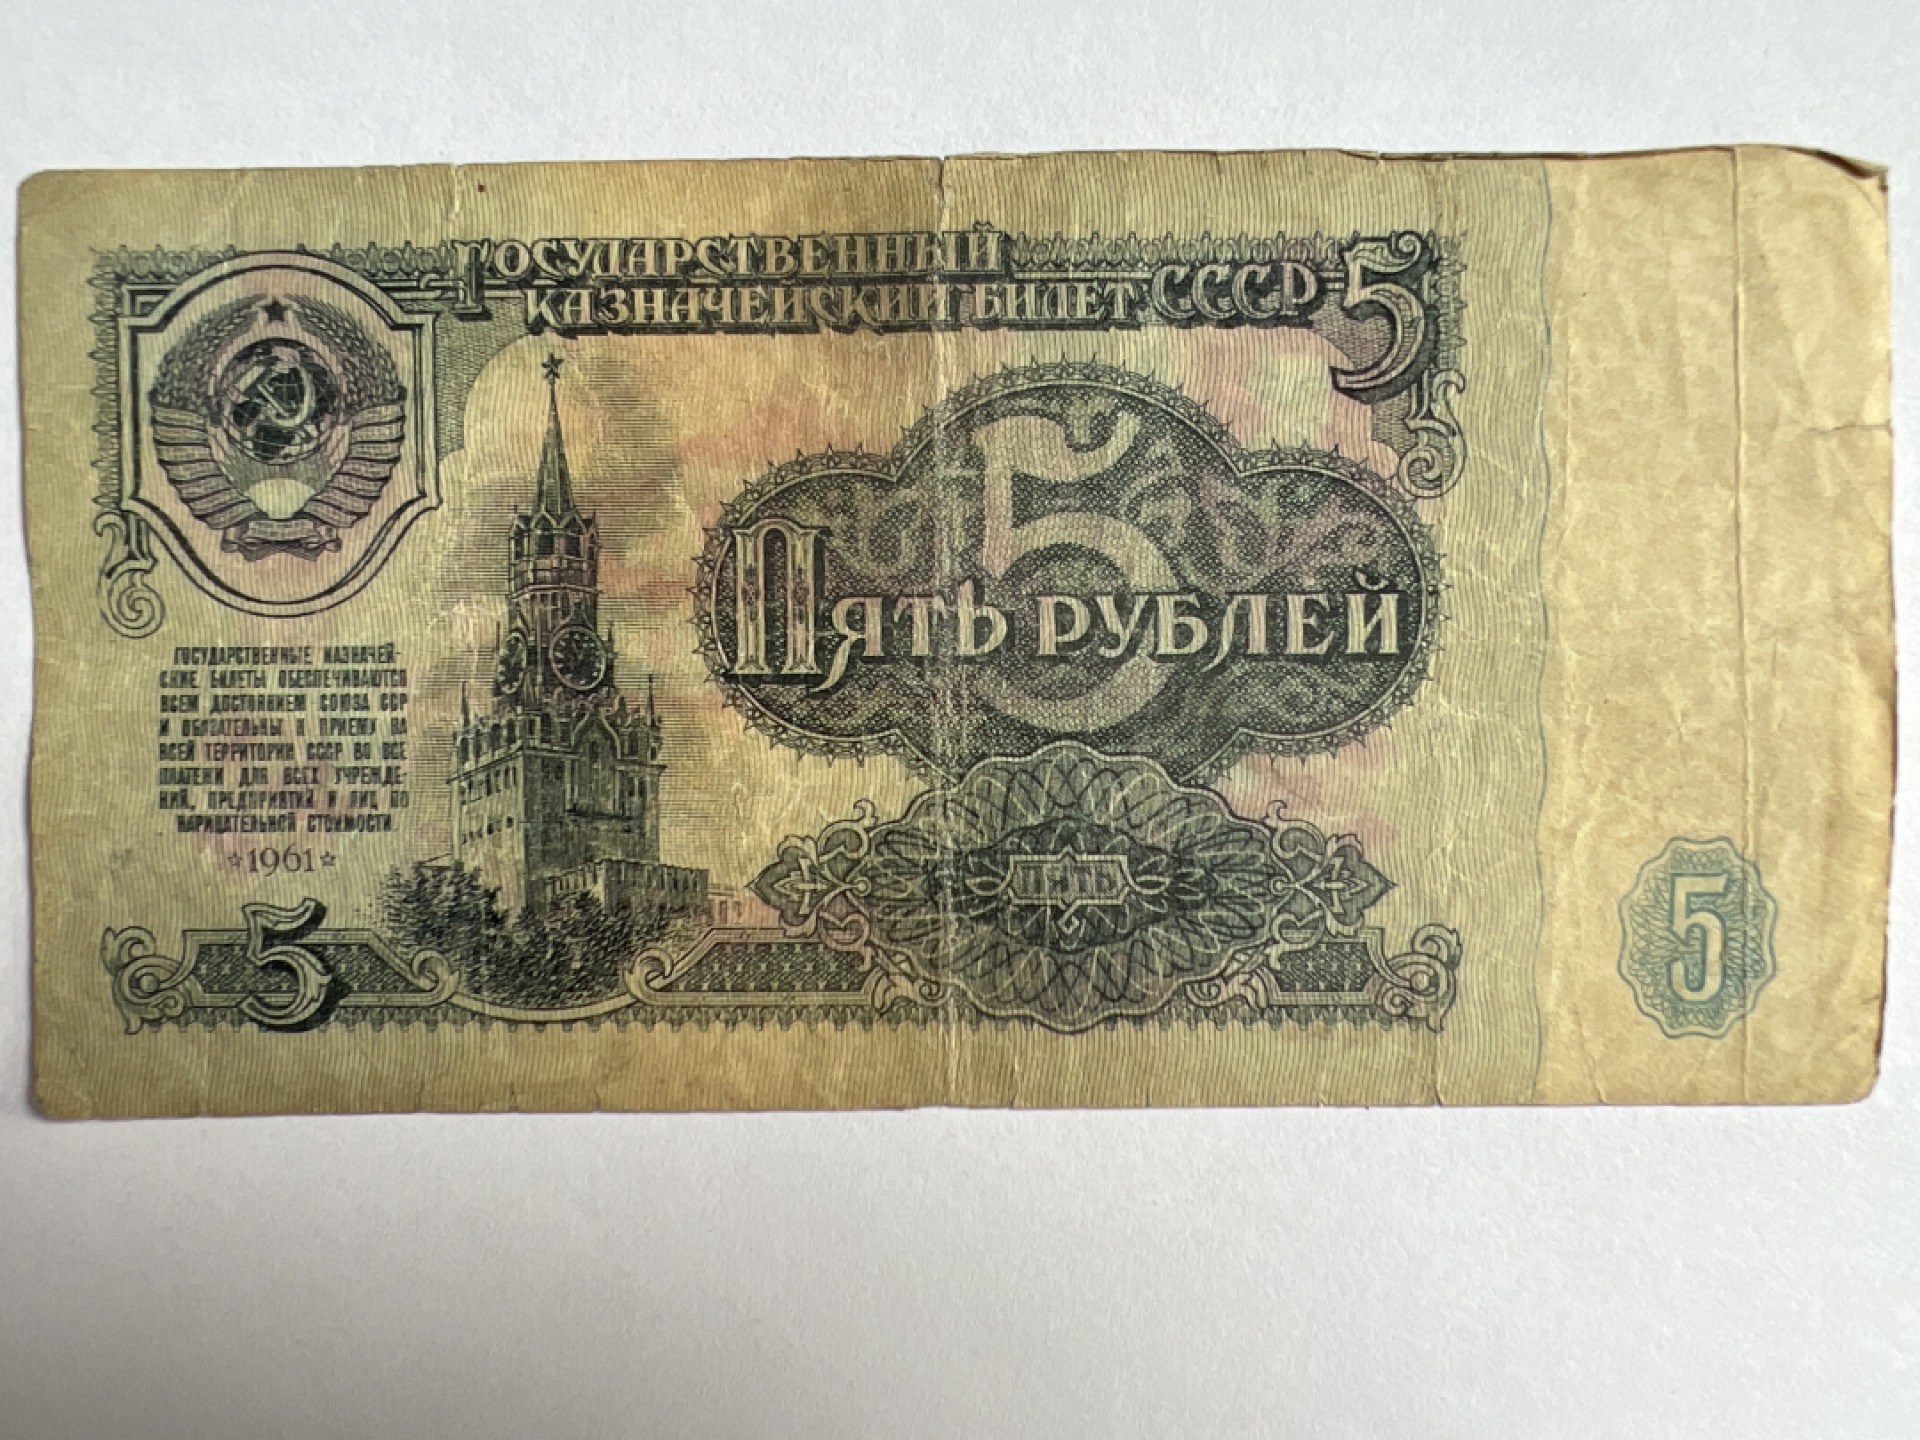 ГОСУДАРСТВЕННЫЙ
КАЗНАЧЕЙСКИЙ БИЛЕТ СССР 5
5
ПЯТЬ РУБЛЕЙ
ГОСУДАРСТВЕННЫЕ КАЗНАЧЕЙ-
СКИЕ БИЛЕТЫ ОБЕСПЕЧИВАЮТСЯ
ВСЕМ ДОСТОЯНИЕМ СОЮЗА ССР
И ОБЯЗАТЕЛЬНЫ К ПРИЕМУ НА
ВСЕЙ ТЕРРИТОРИИ СССР ВО ВСЕ
ПЛАТЕЖИ ДЛЯ ВСЕХ УЧРЕЖДЕ-
НИЙ, ПРЕДПРИЯТИЙ И ЛИЦ ПО
НАРИЦАТЕЛЬНОЙ СТОИМОСТИ.
☆1961☆
ПЯТЬ
5
5